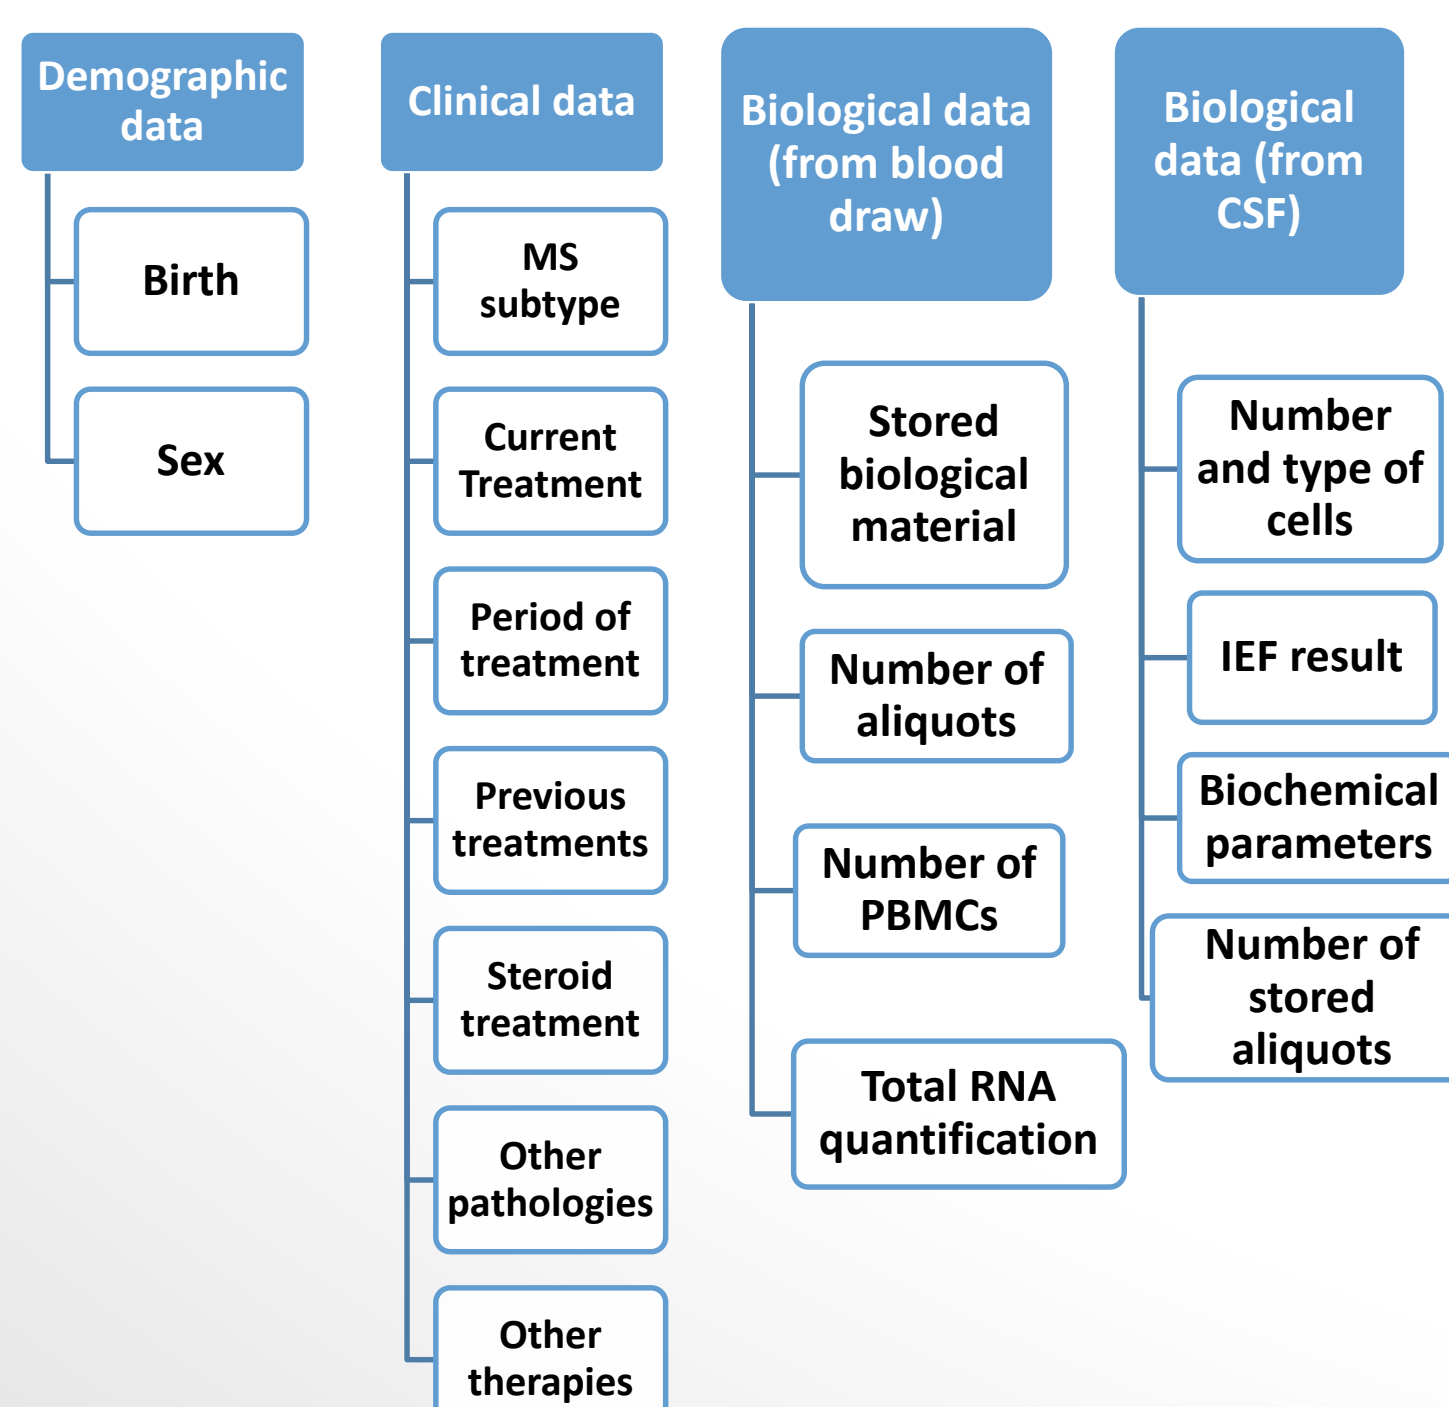 Demographic
data
Birth
Sex
Clinical data
MS
subtype
Current
Treatment
Period of
treatment
Previous
treatments
Steroid
treatment
Other
pathologies
Other
therapies
Biological data
(from blood
draw)
Stored
biological
material
Number of
aliquots
Number of
PBMCs
Total RNA
quantification
Biological
data (from
CSF)
Number
and type of
cells
IEF result
Biochemical
parameters
Number of
stored
aliquots